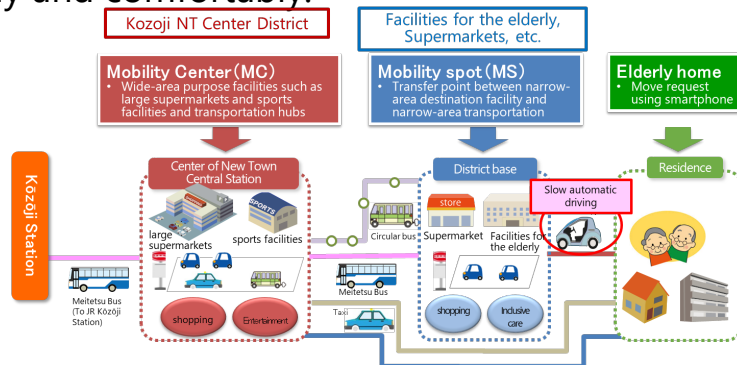 y and comfortably.
Kozoji NT Center District
Facilities for the elderly,
Supermarkets, etc.
Mobility Center(MC)
• Wide-area purpose facilities such as
large supermarkets and sports
facilities and transportation hubs
Mobility spot(MS)
• Transfer point between narrow-
area destination facility and
narrow-area transportation
Elderly home
• Move request
using smartphone
Kōzōji Station
Center of New Town
Central Station
District base
Residence
Slow automatic
driving
SPORTS
store
large
supermarkets
sports facilities
Circular bus
Supermarket
Facilities for
the elderly
Meitetsu Bus
(To JR Kōzōji
Station)
Meitetsu Bus
shopping
Entertainment
Taxi
shopping
Inclusive
care